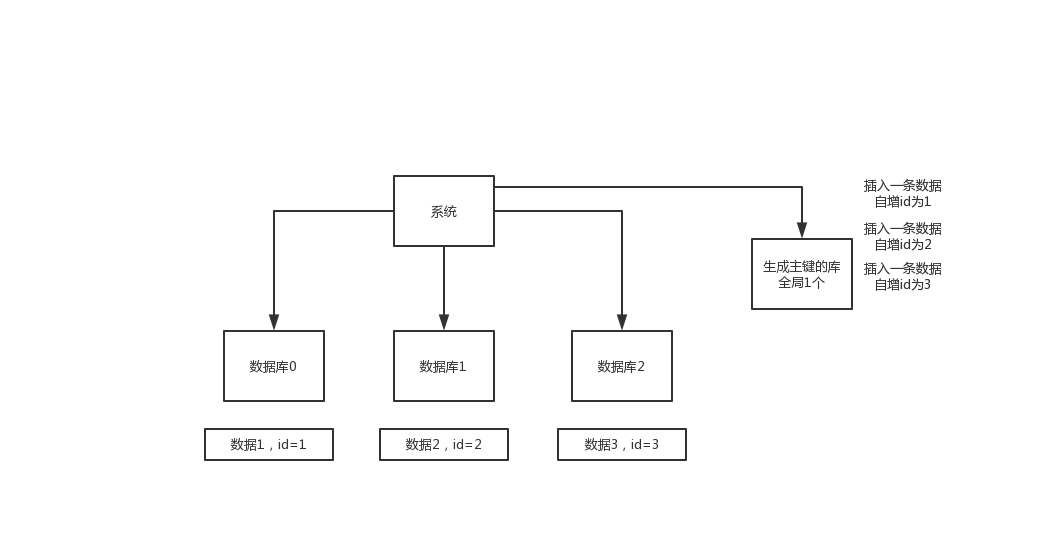 系统
插入一条数据
自增id为1
插入一条数据
自增id为2
插入一条数据
自增id为3
生成主键的库
全局1个
数据库0
数据库1
数据库2
数据1，id=1
数据2，id=2
数据3，id=3